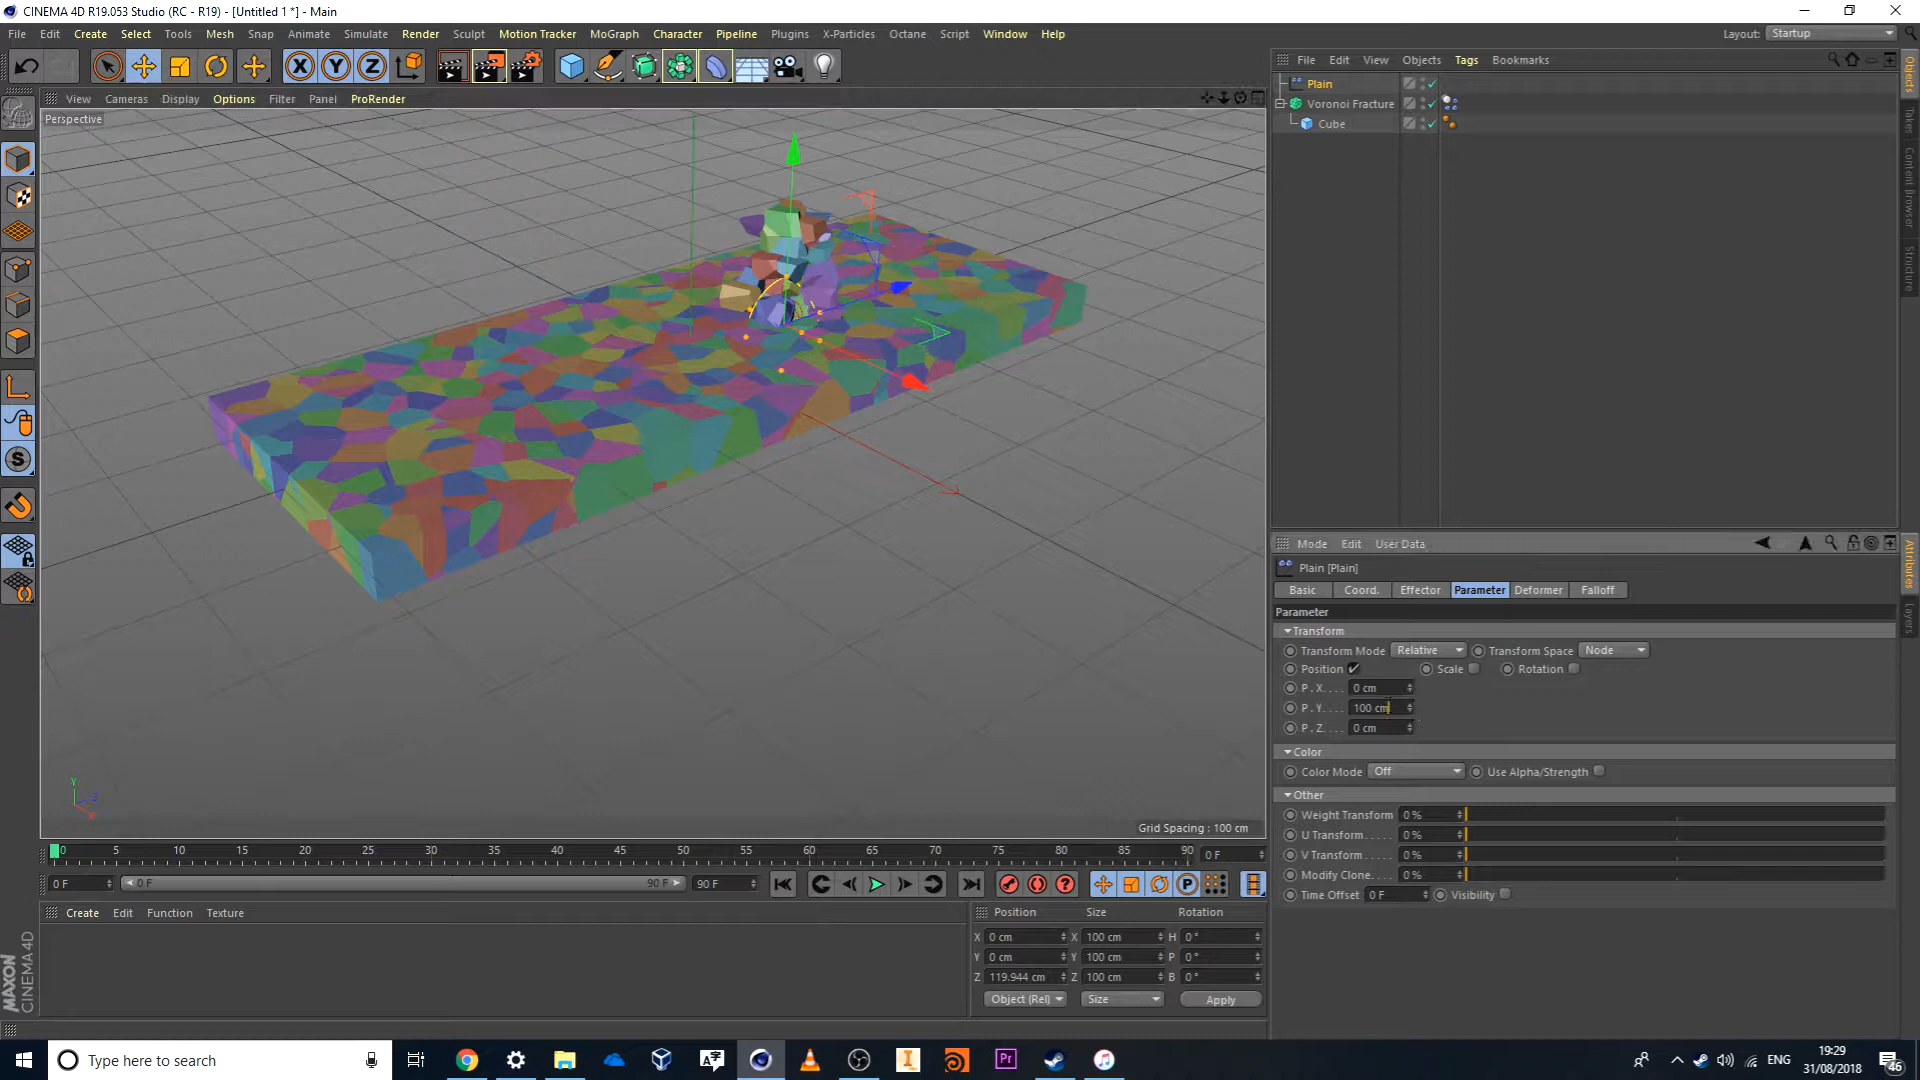 CINEMA 4D R19.053 Studio (RC - R19) - [Untitled 1 *] - Main
File Edit Create Select Tools Mesh Snap Animate Simulate Render Sculpt Motion Tracker MoGraph Character Pipeline Plugins X-Particles Octane Script Window Help
Layout: Startup
X Y Z
View Cameras Display Options Filter Panel ProRender
Perspective
Grid Spacing : 100 cm
File Edit View Objects Tags Bookmarks
Plain
Voronoi Fracture
Cube
Objects
Takes
Content Browser
Structure
Mode Edit User Data
Plain [Plain]
Basic Coord. Effector Parameter Deformer Falloff
Parameter
Transform
Transform Mode Relative Transform Space Node
Position Scale Rotation
P . X. . . . 0 cm
P . Y. . . . 100 cm
P . Z. . . . 0 cm
Color
Color Mode Off Use Alpha/Strength
Other
Weight Transform 0 %
U Transform. . . . . 0 %
V Transform . . . . . 0 %
Modify Clone. . . . 0 %
Time Offset 0 F Visibility
Attributes
Layers
0 5 10 15 20 25 30 35 40 45 50 55 60 65 70 75 80 85 90 0 F
0 F 0 F 90 F 90 F
Create Edit Function Texture
Position Size Rotation
X 0 cm X 100 cm H 0 °
Y 0 cm Y 100 cm P 0 °
Z 119.944 cm Z 100 cm B 0 °
Object (Rel) Size Apply
MAXON
CINEMA 4D
Type here to search
Pr
ENG
19:29
31/08/2018
46